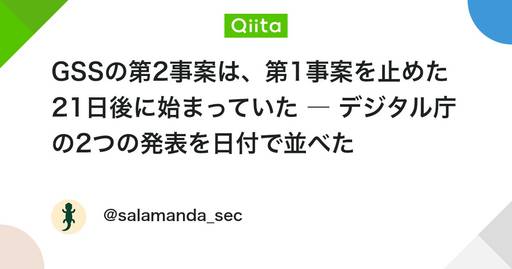 Qiita
GSSの第2事案は、第1事案を止めた
21日後に始まっていた ― デジタル庁
の2つの発表を日付で並べた
@salamanda_sec